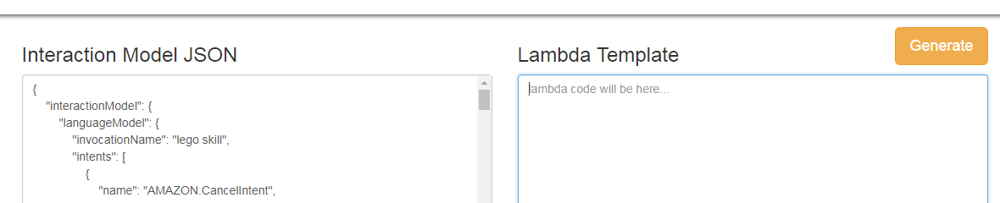 Interaction Model JSON
{
"interactionModel": {
"languageModel": {
"invocationName": "lego skill",
"intents": [
{
"name": "AMAZON.CancelIntent",
Lambda Template
Generate
lambda code will be here...